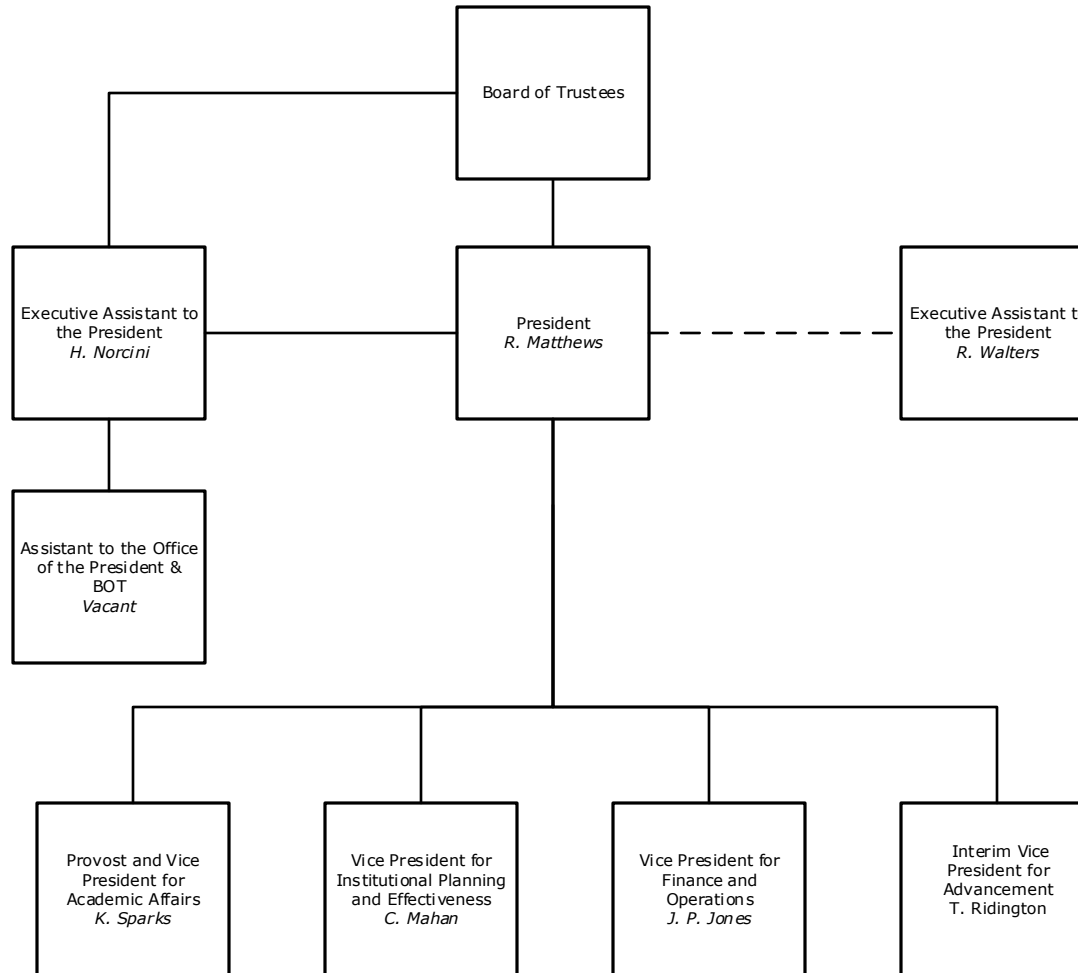 Board of Trustees
Executive Assistant to
the President
H. Norcini
President
R. Matthews
Executive Assistant t
the President
R. Walters
Assistant to the Office
of the President &
BOT
Vacant
Provost and Vice
President for
Academic Affairs
K. Sparks
Vice President for
Institutional Planning
and Effectiveness
C. Mahan
Vice President for
Finance and
Operations
J. P. Jones
Interim Vice
President for
Advancement
T. Ridington